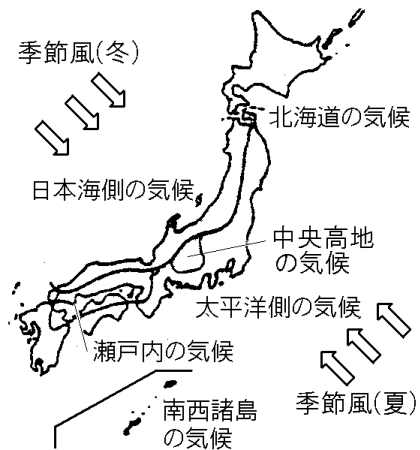 季節風(冬)
北海道の気候
日本海側の気候
中央高地
の気候
太平洋側の気候
瀬戸内の気候
季節風(夏)
南西諸島
の気候